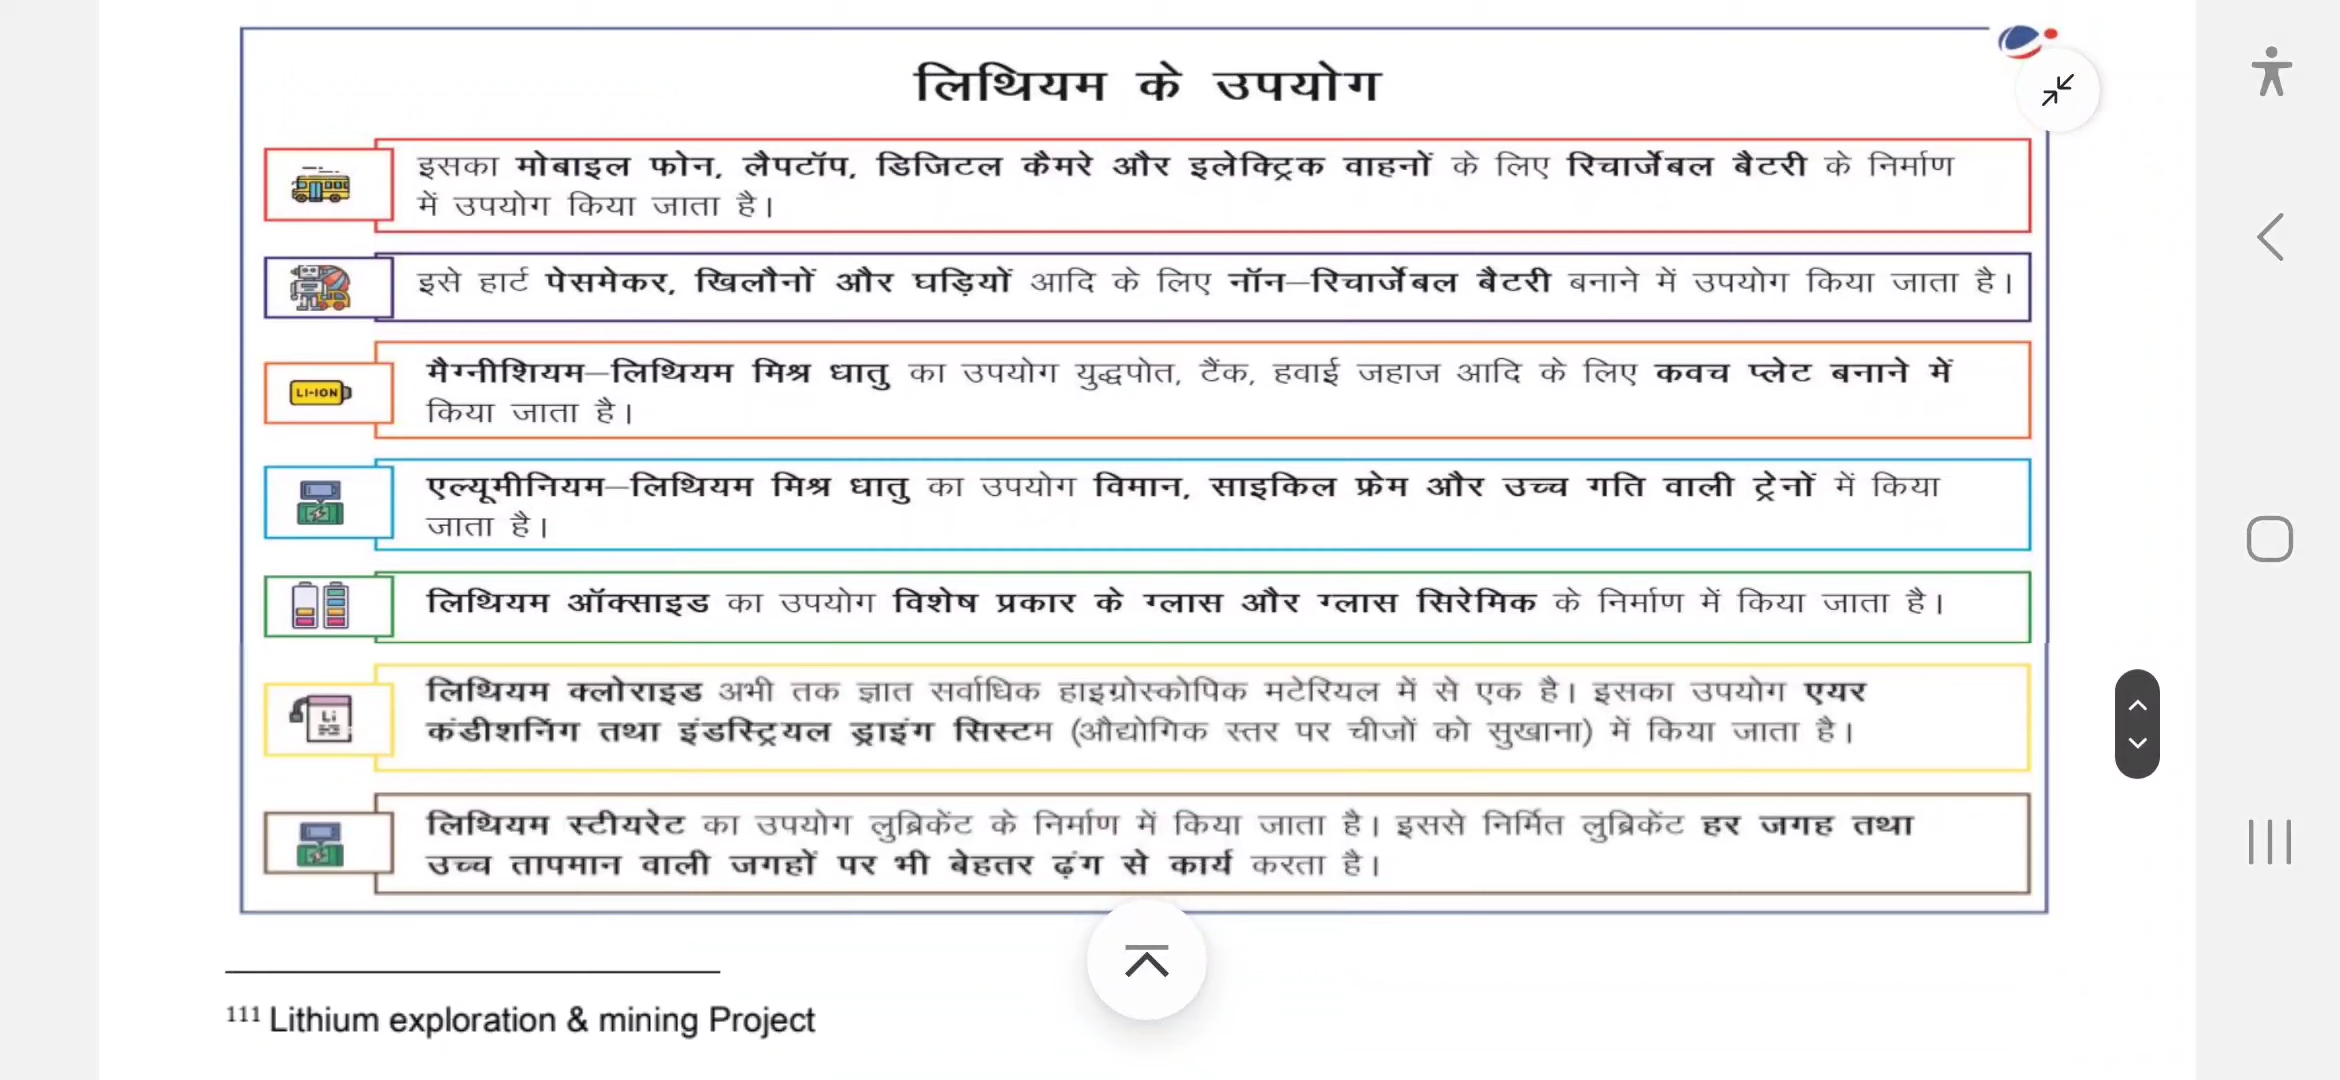 लिथियम के उपयोग
इसका मोबाइल फोन, लैपटॉप, डिजिटल कैमरे और इलेक्ट्रिक वाहनों के लिए रिचार्जेबल बैटरी के निर्माण
में उपयोग किया जाता है।
इसे हार्ट पेसमेकर, खिलौनों और घड़ियों आदि के लिए नॉन–रिचार्जेबल बैटरी बनाने में उपयोग किया जाता है।
LI-ION
मैग्नीशियम–लिथियम मिश्र धातु का उपयोग युद्धपोत, टैंक, हवाई जहाज आदि के लिए कवच प्लेट बनाने में
किया जाता है।
एल्यूमीनियम–लिथियम मिश्र धातु का उपयोग विमान, साइकिल फ्रेम और उच्च गति वाली ट्रेनों में किया
जाता है।
लिथियम ऑक्साइड का उपयोग विशेष प्रकार के ग्लास और ग्लास सिरेमिक के निर्माण में किया जाता है।
Li
लिथियम क्लोराइड अभी तक ज्ञात सर्वाधिक हाइग्रोस्कोपिक मटेरियल में से एक है। इसका उपयोग एयर
कंडीशनिंग तथा इंडस्ट्रियल ड्राइंग सिस्टम (औद्योगिक स्तर पर चीजों को सुखाना) में किया जाता है।
लिथियम स्टीयरेट का उपयोग लुब्रिकेंट के निर्माण में किया जाता है। इससे निर्मित लुब्रिकेंट हर जगह तथा
उच्च तापमान वाली जगहों पर भी बेहतर ढ़ंग से कार्य करता है।
111 Lithium exploration & mining Project